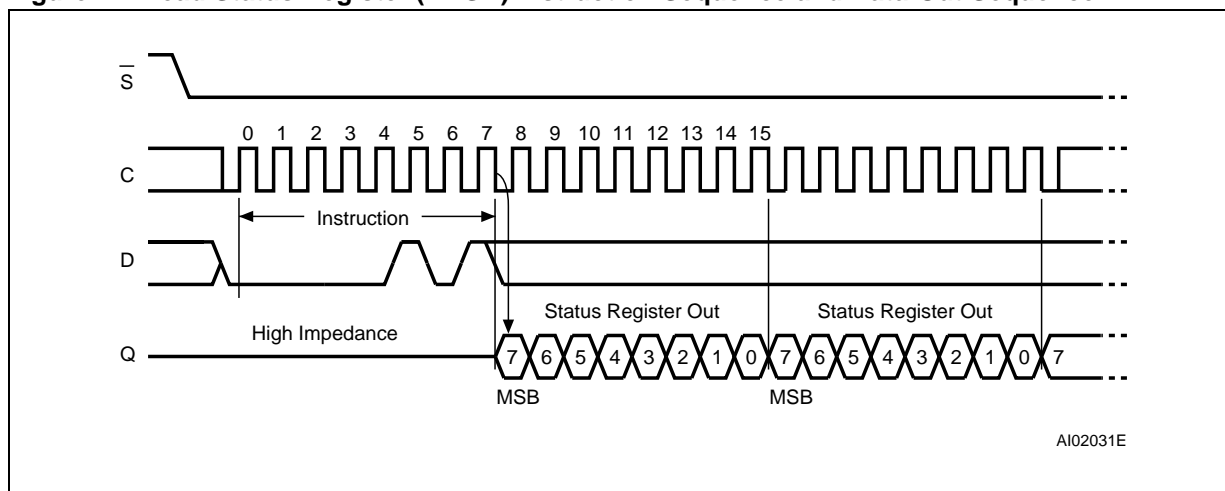 S
0 1 2 3 4 5 6 7 8 9 10 11 12 13 14 15
C
Instruction
D
High Impedance
Status Register Out
Status Register Out
Q
7 6 5 4 3 2 1 0 7 6 5 4 3 2 1 0 7
MSB
MSB
AI02031E